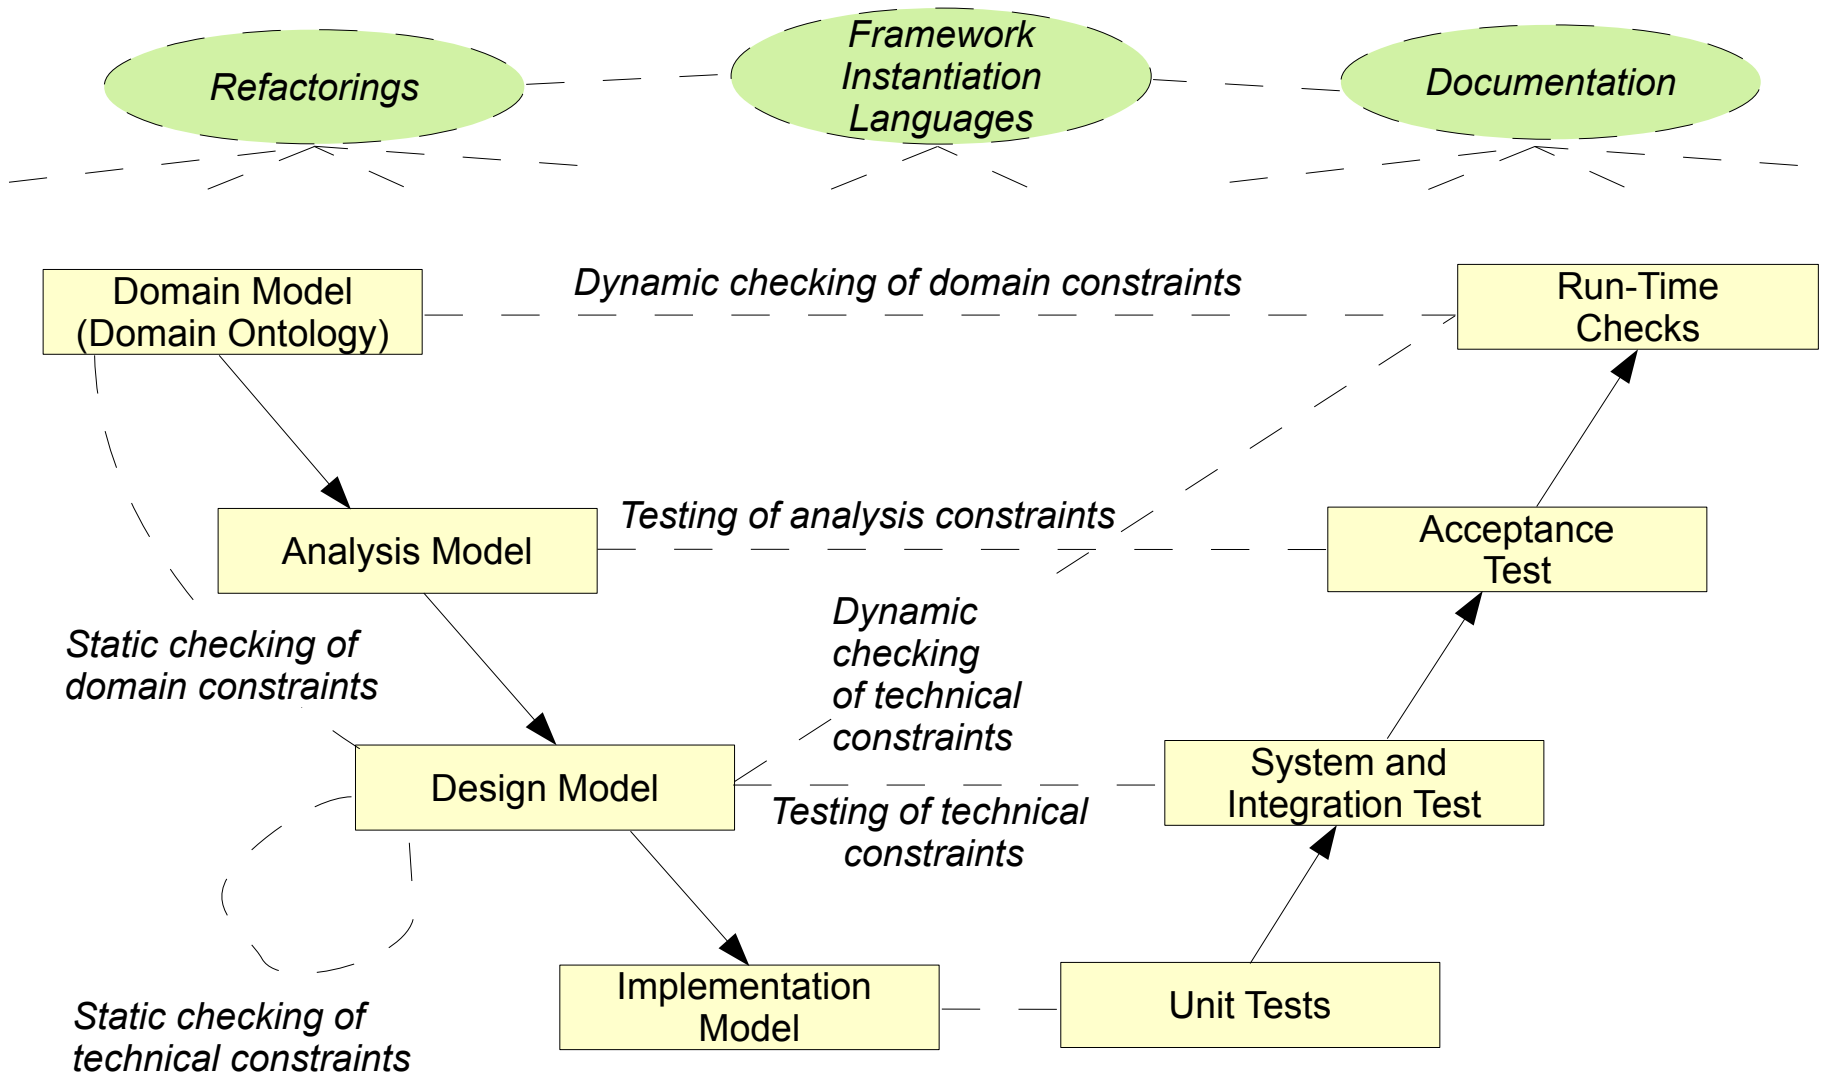 Refactorings
Framework
Instantiation
Languages
Documentation
Domain Model
(Domain Ontology)
Dynamic checking of domain constraints
Run-Time
Checks
Analysis Model
Testing of analysis constraints
Acceptance
Test
Static checking of
domain constraints
Dynamic
checking
of technical
constraints
Design Model
Testing of technical
constraints
System and
Integration Test
Static checking of
technical constraints
Implementation
Model
Unit Tests